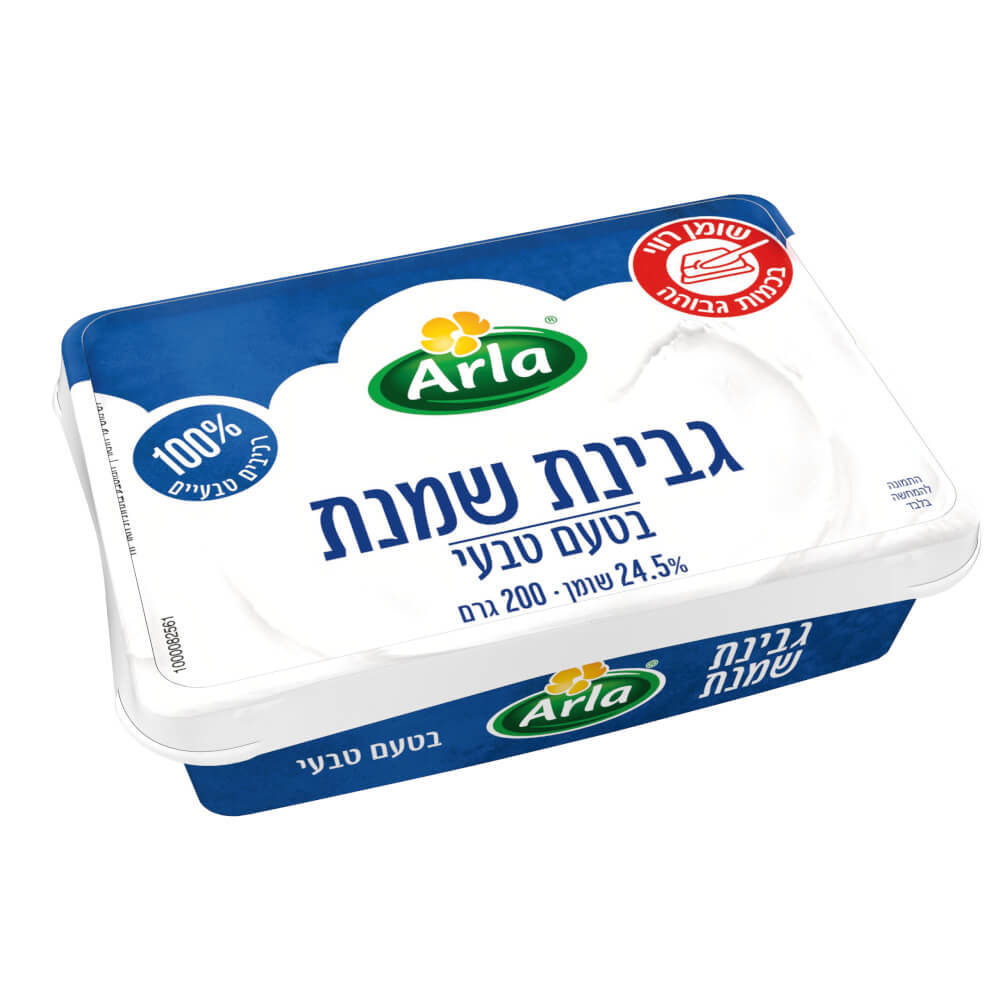 שומן רווי
בכמות גבוהה
Arla®
100%
רכיבים טבעיים
גבינת שמנת
בטעם טבעי
24.5% שומן · 200 גרם
התמונה
להמחשה
בלבד
1000082561
גבינת
שמנת
Arla®
בטעם טבעי